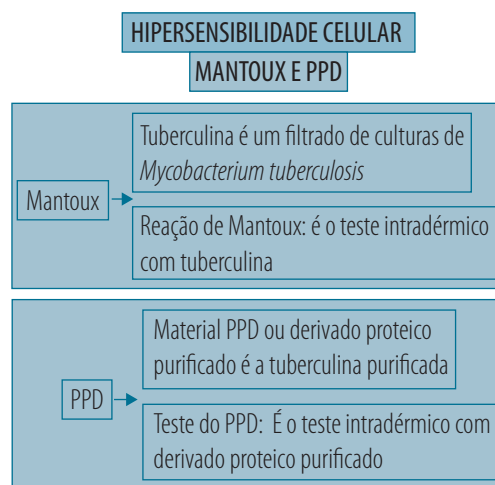 HIPERSENSIBILIDADE CELULAR
MANTOUX E PPD
Tuberculina é um filtrado de culturas de
Mycobacterium tuberculosis
Mantoux
Reação de Mantoux: é o teste intradérmico
com tuberculina
Material PPD ou derivado proteico
purificado é a tuberculina purificada
PPD
Teste do PPD: É o teste intradérmico com
derivado proteico purificado